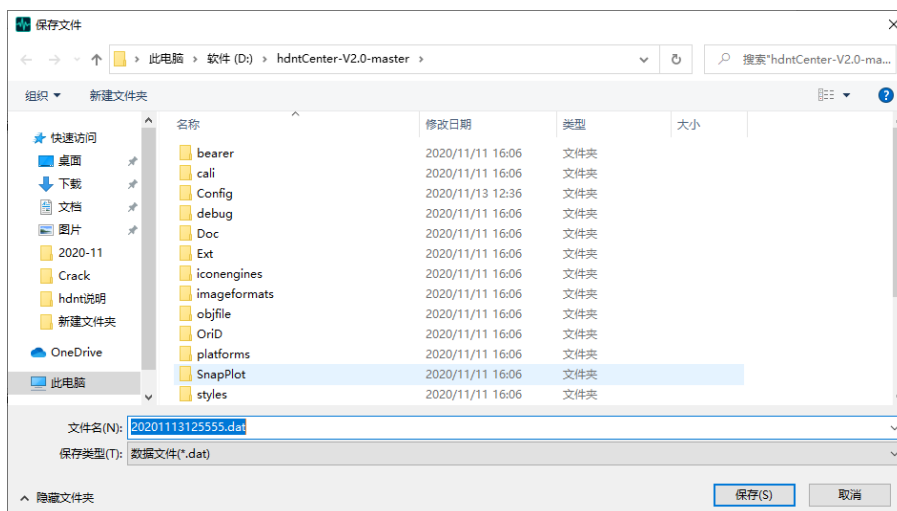 保存文件
此电脑 › 软件 (D:) › hdntCenter-V2.0-master ›
搜索"hdntCenter-V2.0-ma...
组织 新建文件夹
名称 修改日期 类型 大小
快速访问
桌面
下载
文档
图片
2020-11
Crack
hdnt说明
新建文件夹
OneDrive
此电脑
bearer 2020/11/11 16:06 文件夹
cali 2020/11/11 16:06 文件夹
Config 2020/11/13 12:36 文件夹
debug 2020/11/11 16:06 文件夹
Doc 2020/11/11 16:06 文件夹
Ext 2020/11/11 16:06 文件夹
iconengines 2020/11/11 16:06 文件夹
imageformats 2020/11/11 16:06 文件夹
objfile 2020/11/11 16:06 文件夹
OriD 2020/11/11 16:06 文件夹
platforms 2020/11/11 16:06 文件夹
SnapPlot 2020/11/11 16:06 文件夹
styles 2020/11/11 16:06 文件夹
文件名(N): 20201113125555.dat
保存类型(T): 数据文件(*.dat)
隐藏文件夹 保存(S) 取消